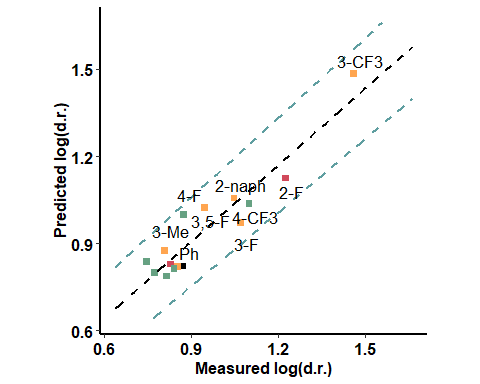 3-CF3
1.5
1.2
2-naph
4-F
2-F
3,5-F
4-CF3
3-Me
3-F
0.9
Ph
0.6
0.6
0.9
1.2
1.5
Measured log(d.r.)
Predicted log(d.r.)